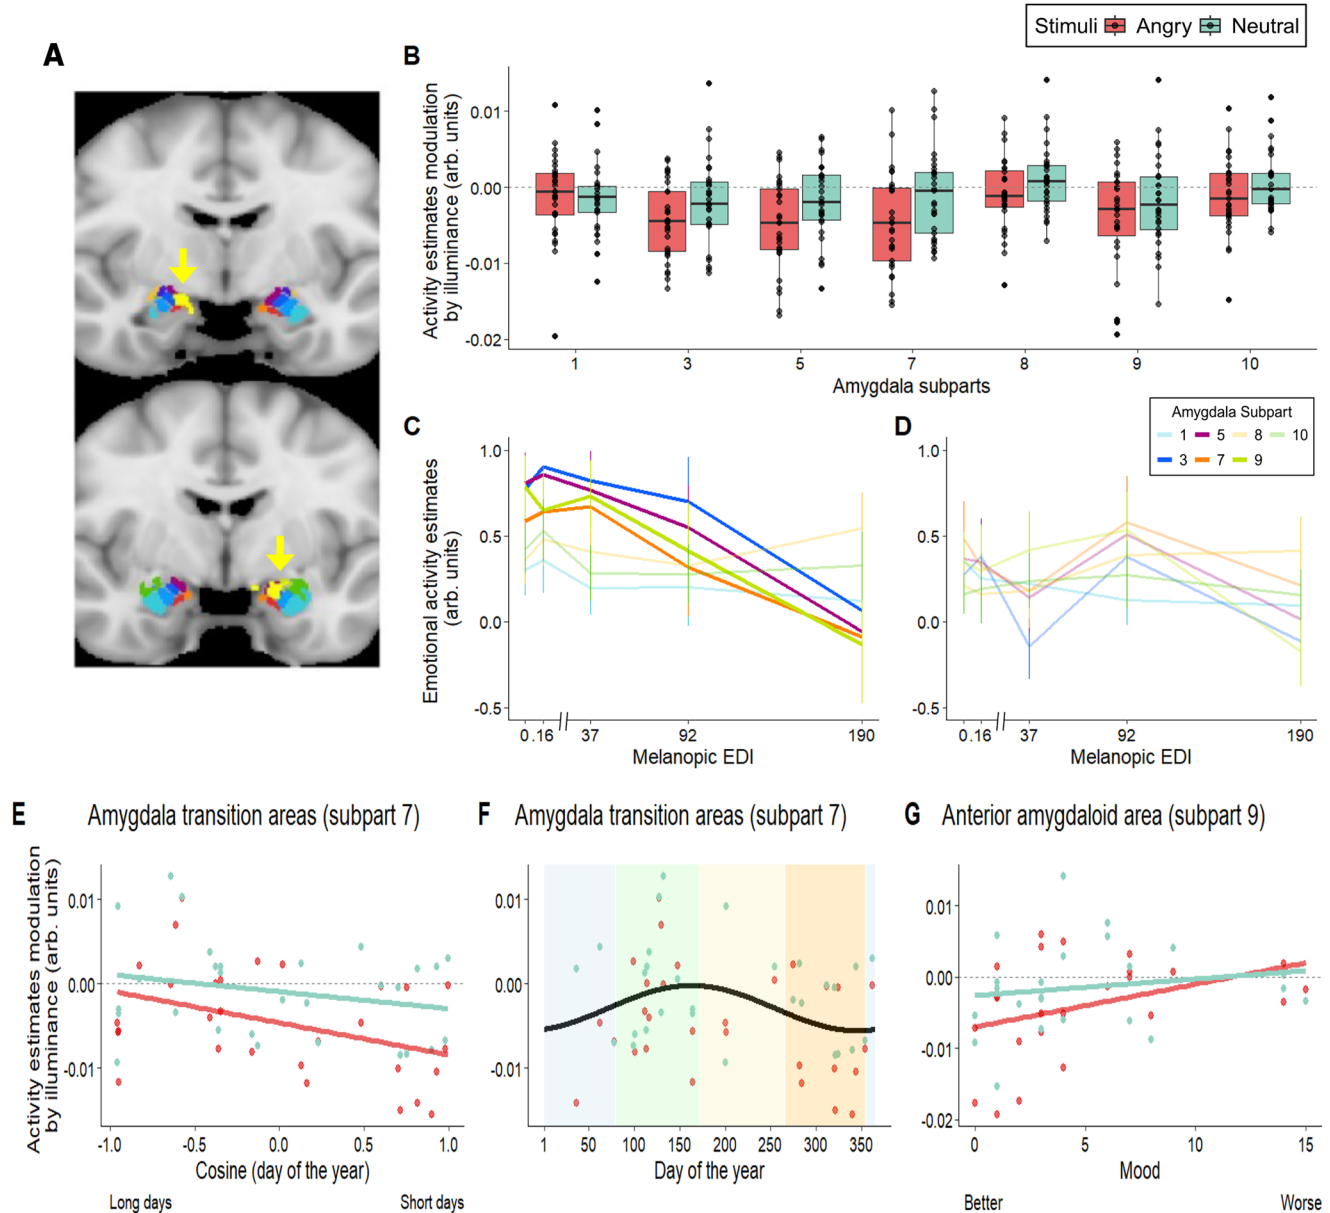 Stimuli Angry Neutral
A
B
Activity estimates modulation
by illuminance (arb. units)
0.01
0.00
-0.01
-0.02
1 3 5 7 8 9 10
Amygdala subparts
C
Emotional activity estimates
(arb. units)
1.0
0.5
0.0
-0.5
0.16 37 92 190
Melanopic EDI
D
Amygdala Subpart
1 5 8 10
3 7 9
1.0
0.5
0.0
-0.5
0.16 37 92 190
Melanopic EDI
E Amygdala transition areas (subpart 7)
Activity estimates modulation
by illuminance (arb. units)
0.01
0.00
-0.01
-1.0 -0.5 0.0 0.5 1.0
Cosine (day of the year)
Long days Short days
F Amygdala transition areas (subpart 7)
0.01
0.00
-0.01
1 50 100 150 200 250 300 350
Day of the year
G Anterior amygdaloid area (subpart 9)
0.01
0.00
-0.01
-0.02
0 5 10 15
Mood
Better Worse